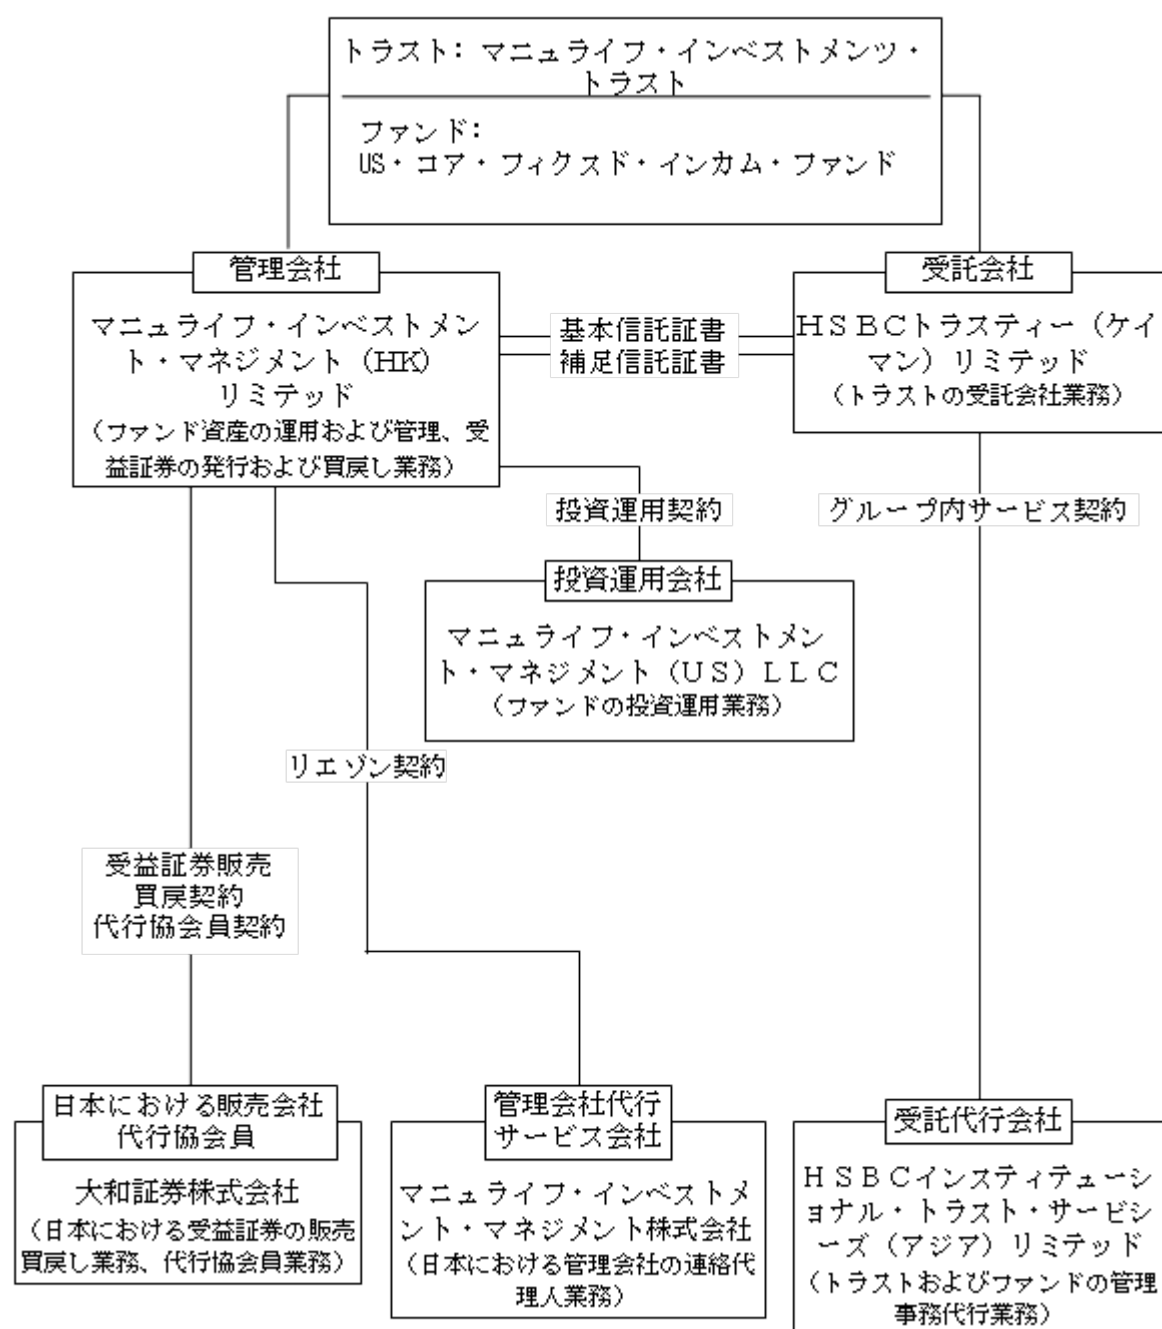 トラスト：マニュライフ・インベストメンツ・
トラスト
ファンド：
US・コア・フィクスド・インカム・ファンド
管理会社
マニュライフ・インベストメン
ト・マネジメント（HK）
リミテッド
（ファンド資産の運用および管理、受
益証券の発行および買戻し業務）
基本信託証書
補足信託証書
受託会社
ＨＳＢＣトラスティー（ケイ
マン）リミテッド
（トラストの受託会社業務）
投資運用契約
グループ内サービス契約
投資運用会社
マニュライフ・インベストメン
ト・マネジメント（ＵＳ）ＬＬＣ
（ファンドの投資運用業務）
リエゾン契約
受益証券販売
買戻契約
代行協会員契約
日本における販売会社
代行協会員
大和証券株式会社
（日本における受益証券の販売
買戻し業務、代行協会員業務）
管理会社代行
サービス会社
マニュライフ・インベストメ
ント・マネジメント株式会社
（日本における管理会社の連絡代
理人業務）
受託代行会社
ＨＳＢＣインスティテューシ
ョナル・トラスト・サービシ
ーズ（アジア）リミテッド
（トラストおよびファンドの管理
事務代行業務）